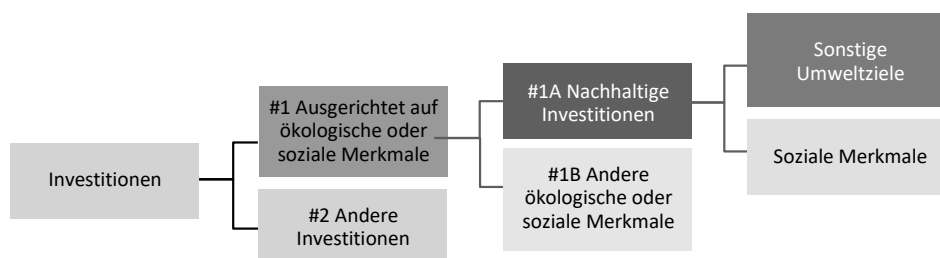 Investitionen
#1 Ausgerichtet auf
ökologische oder
soziale Merkmale
#2 Andere
Investitionen
#1A Nachhaltige
Investitionen
#1B Andere
ökologische oder
soziale Merkmale
Sonstige
Umweltziele
Soziale Merkmale